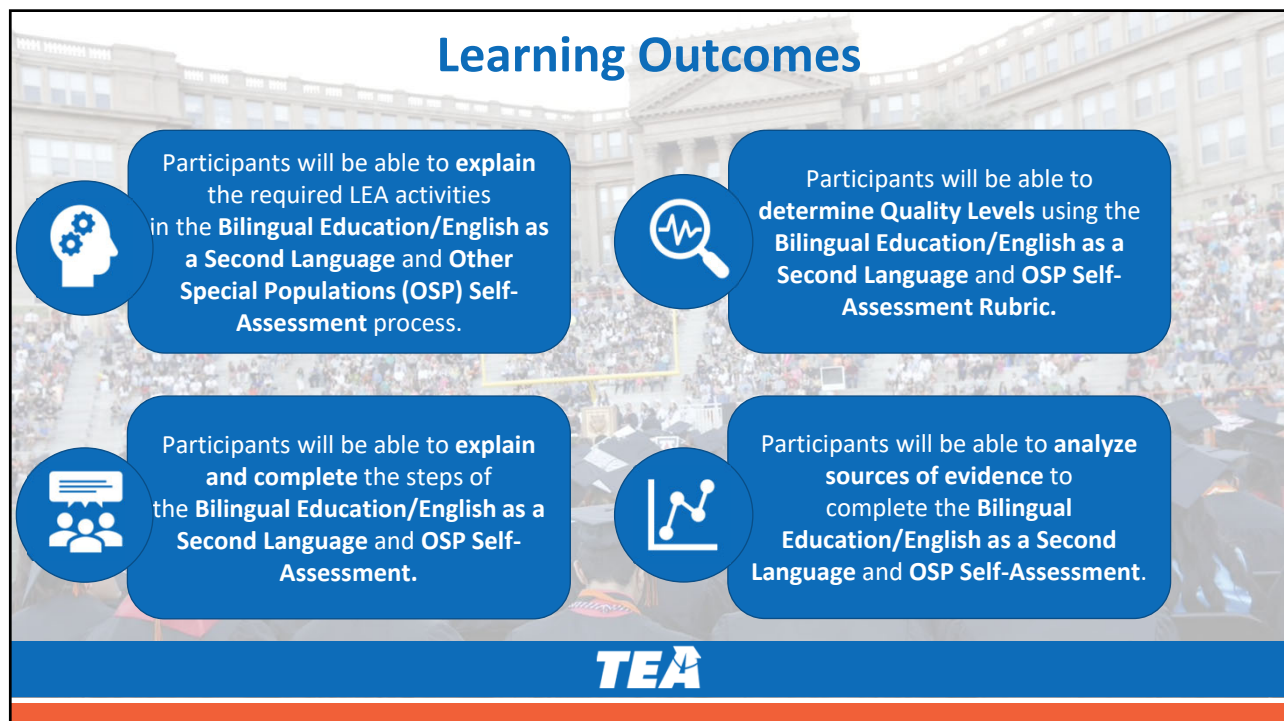 Learning Outcomes
Participants will be able to explain
the required LEA activities
in the Bilingual Education/English as
a Second Language and Other
Special Populations (OSP) Self-
Assessment process.
Participants will be able to
determine Quality Levels using the
Bilingual Education/English as a
Second Language and OSP Self-
Assessment Rubric.
Participants will be able to explain
and complete the steps of
the Bilingual Education/English as a
Second Language and OSP Self-
Assessment.
Participants will be able to analyze
sources of evidence to
complete the Bilingual
Education/English as a Second
Language and OSP Self-Assessment.
TEA